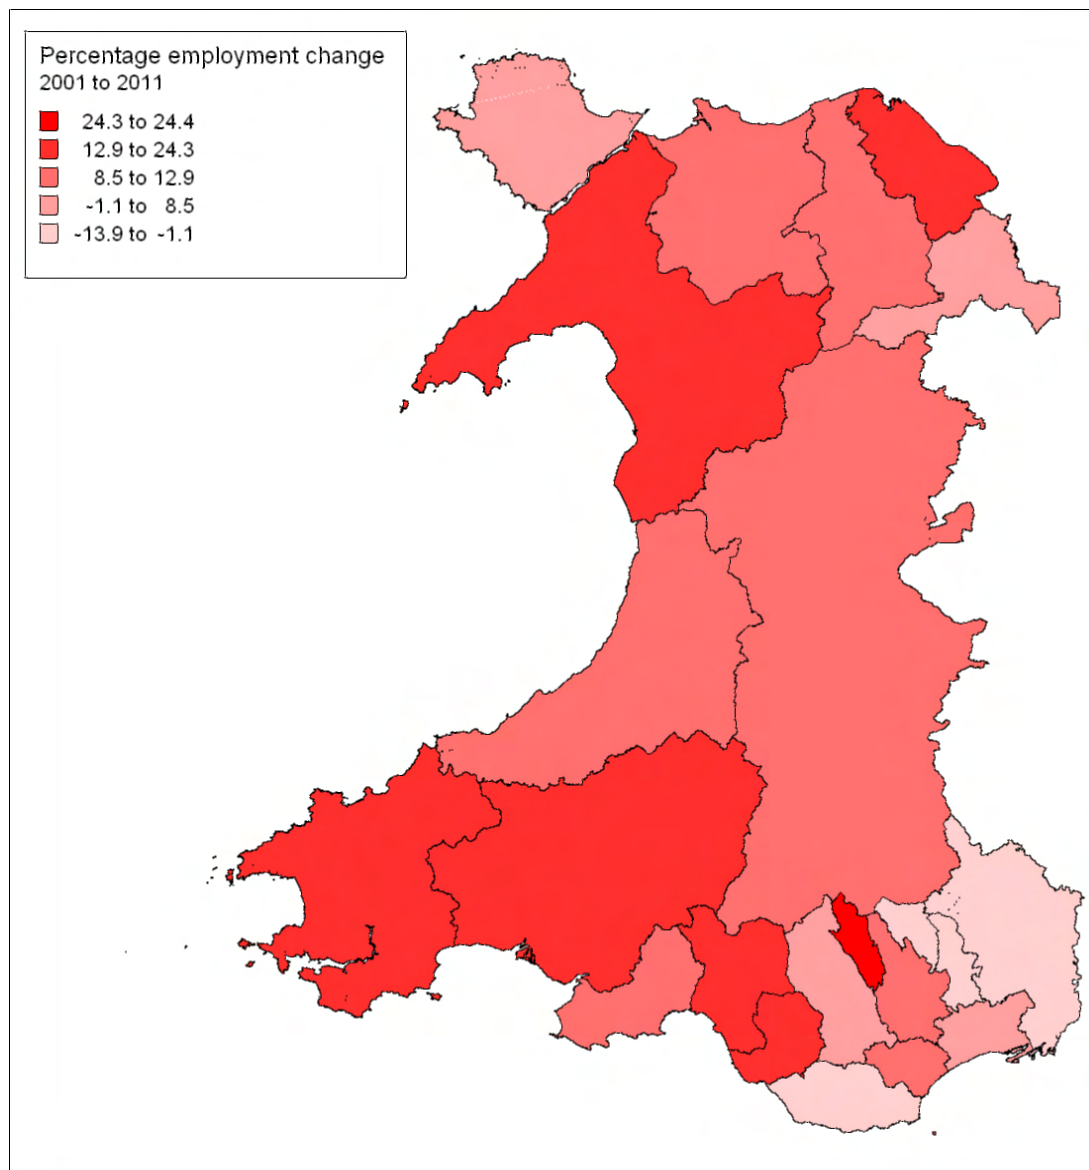 Percentage employment change
2001 to 2011
24.3 to 24.4
12.9 to 24.3
8.5 to 12.9
-1.1 to 8.5
-13.9 to -1.1